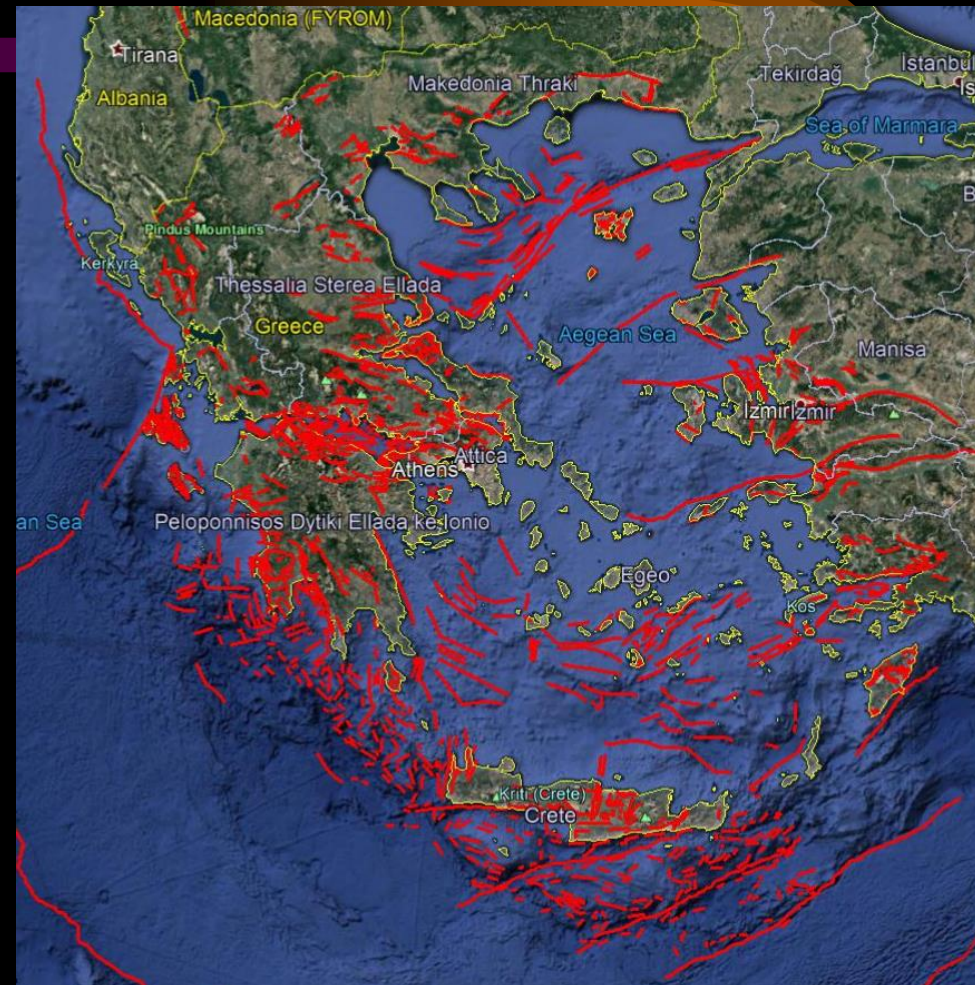 Macedonia (FYROM)
Tirana
Istanbul
Tekirdağ
Is
Makedonia Thraki
Albania
Sea of Marmara
B
Pindus Mountains
Kerkyra
Thessalia Sterea Ellada
Greece
Aegean Sea
Manisa
Izmir
Izmir
Attica
Athens
an Sea
Peloponnisos Dytiki Ellada ke Ionio
Egeo
Kos
Kriti (Crete)
Crete